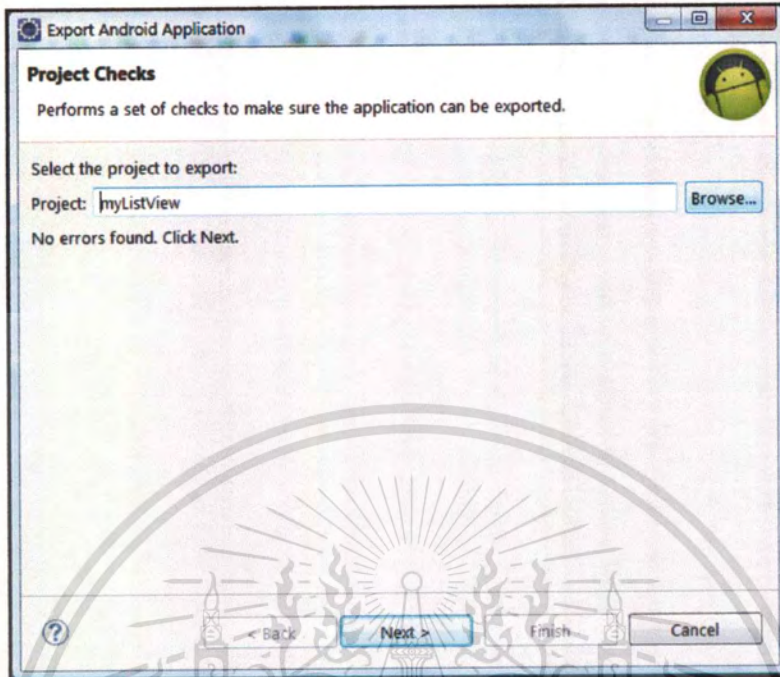 Export Android Application
Project Checks
Performs a set of checks to make sure the application can be exported.
Select the project to export:
Project: myListView Browse...
No errors found. Click Next.
? < Back Next > Finish Cancel